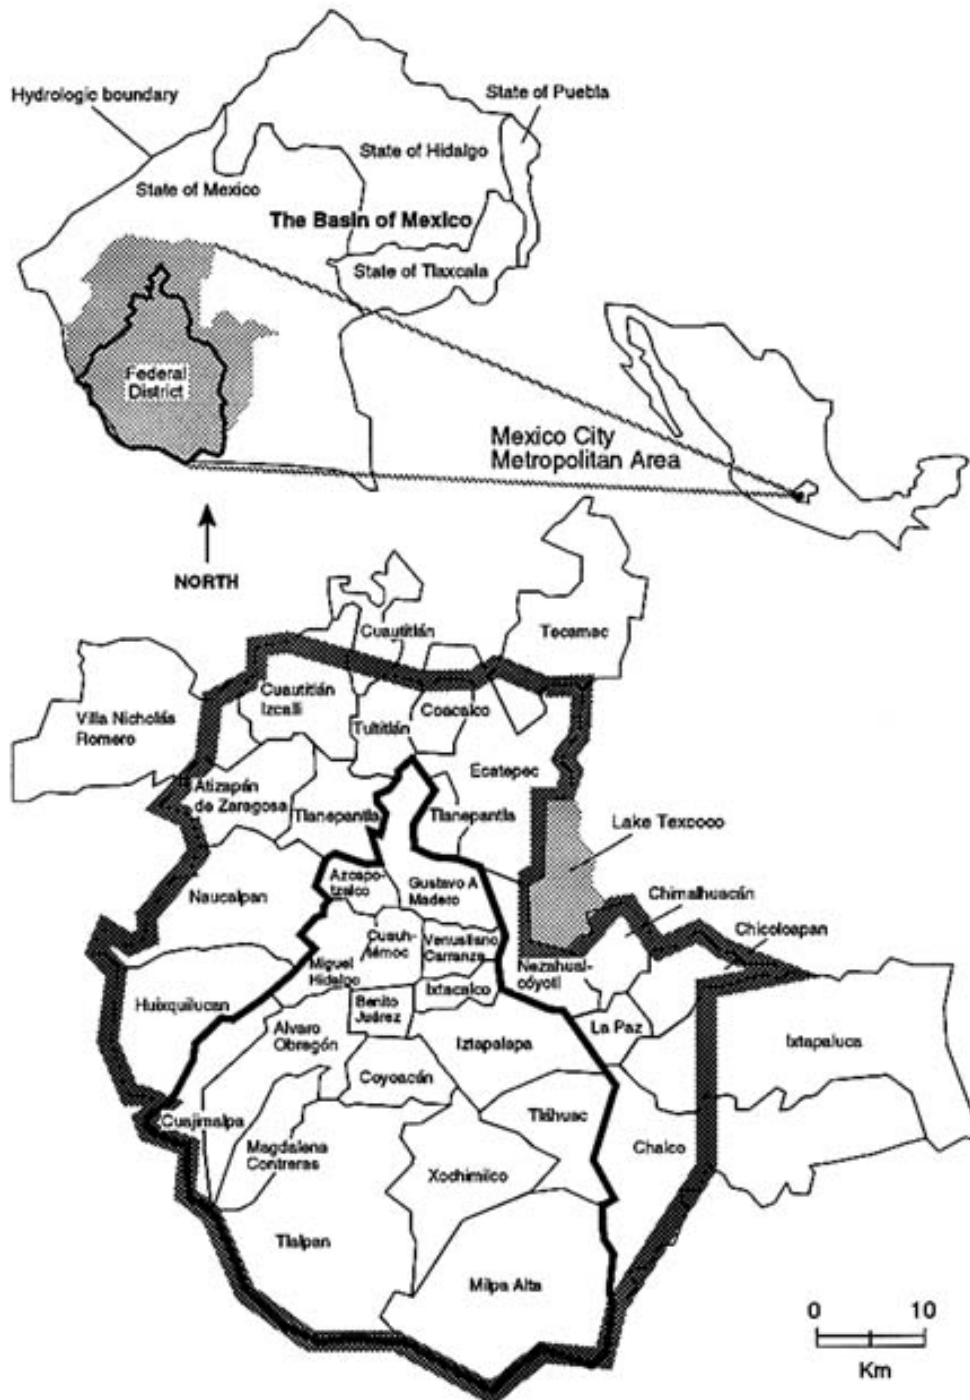 State of Puebla
Hydrologic boundary
State of Hidalgo
State of Mexico
The Basin of Mexico
State of Tlaxcala
Federal
District
Mexico City
Metropolitan Area
NORTH
Cuautitlán
Tecamac
Cuautitlán
Izcalli
Coacalco
Villa Nicholás
Romero
Tultitlán
Ecatepec
Atizapán
de Zaragosa
Tlanepantla
Tlanepantla
Lake Texcoco
Azcapo-
tzalco
Gustavo A
Madero
Naucalpan
Chimalhuacán
Chicoloapan
Cuauh-
témoc
Venustiano
Carranza
Miguel
Hidalgo
Nezahual-
cóyotl
Huixquilucan
Ixtacalco
Benito
Juárez
La Paz
Alvaro
Obregón
Iztapalapa
Ixtapaluca
Coyoacán
Cuajimalpa
Tláhuac
Magdalena
Contreras
Chalco
Xochimilco
Tlalpan
Milpa Alta
0 10
Km